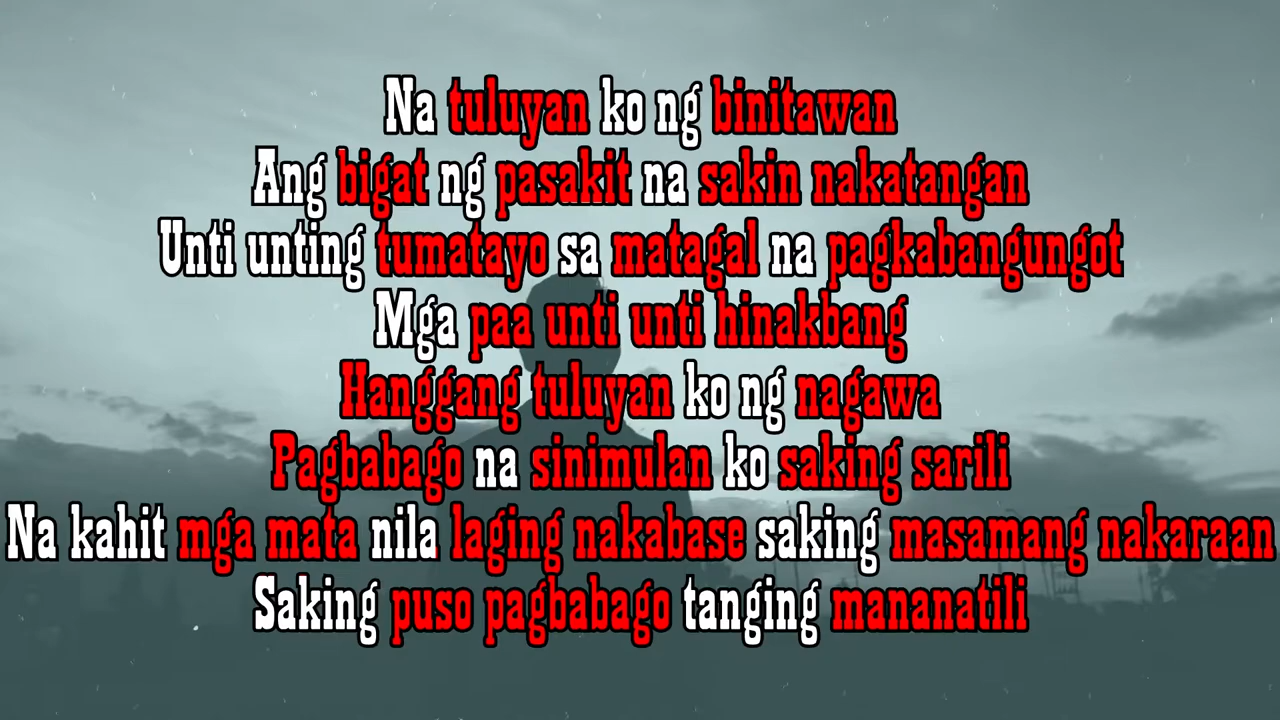 Na tuluyan ko ng binitawan
Ang bigat ng pasakit na sakin nakatangan
Unti unting tumatayo sa matagal na pagkabangungot
Mga paa unti unti hinakbang
Hanggang tuluyan ko ng nagawa
Pagbabago na sinimulan ko saking sarili
Na kahit mga mata nila laging nakabase saking masamang nakaraan
Saking puso pagbabago tanging mananatili